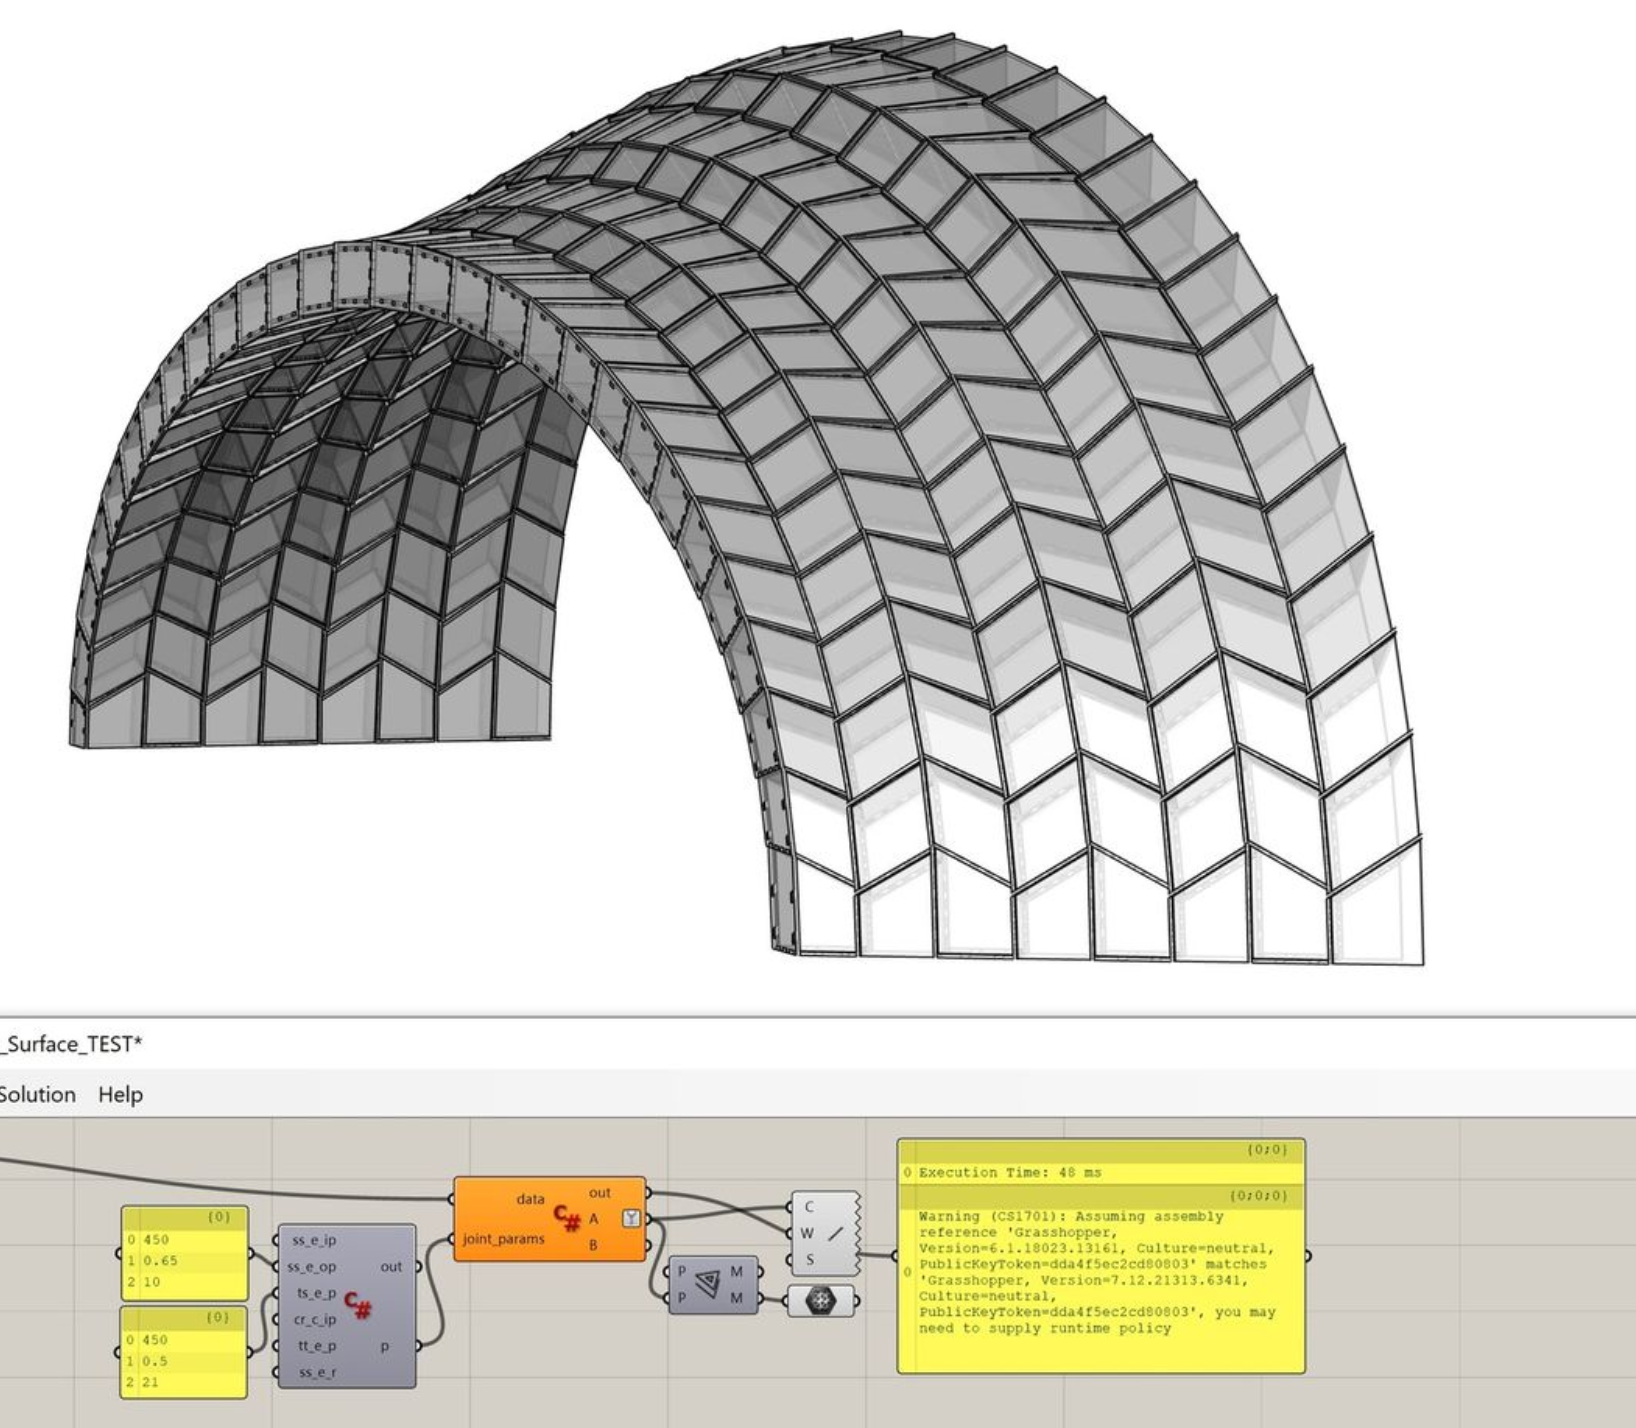 _Surface_TEST*
Solution Help
{0}
0 450
1 0.65
2 10
{0}
0 450
1 0.5
2 21
ss_e_ip
ss_e_op
ts_e_p
cr_c_ip
tt_e_p
ss_e_r
C#
out
p
data
joint_params
C#
out
A
B
P
P
M
M
C
W
S
{0;0}
0 Execution Time: 48 ms
{0;0;0}
0 Warning (CS1701): Assuming assembly
reference 'Grasshopper,
Version=6.1.18023.13161, Culture=neutral,
PublicKeyToken=dda4f5ec2cd80803' matches
'Grasshopper, Version=7.12.21313.6341,
Culture=neutral,
PublicKeyToken=dda4f5ec2cd80803', you may
need to supply runtime policy